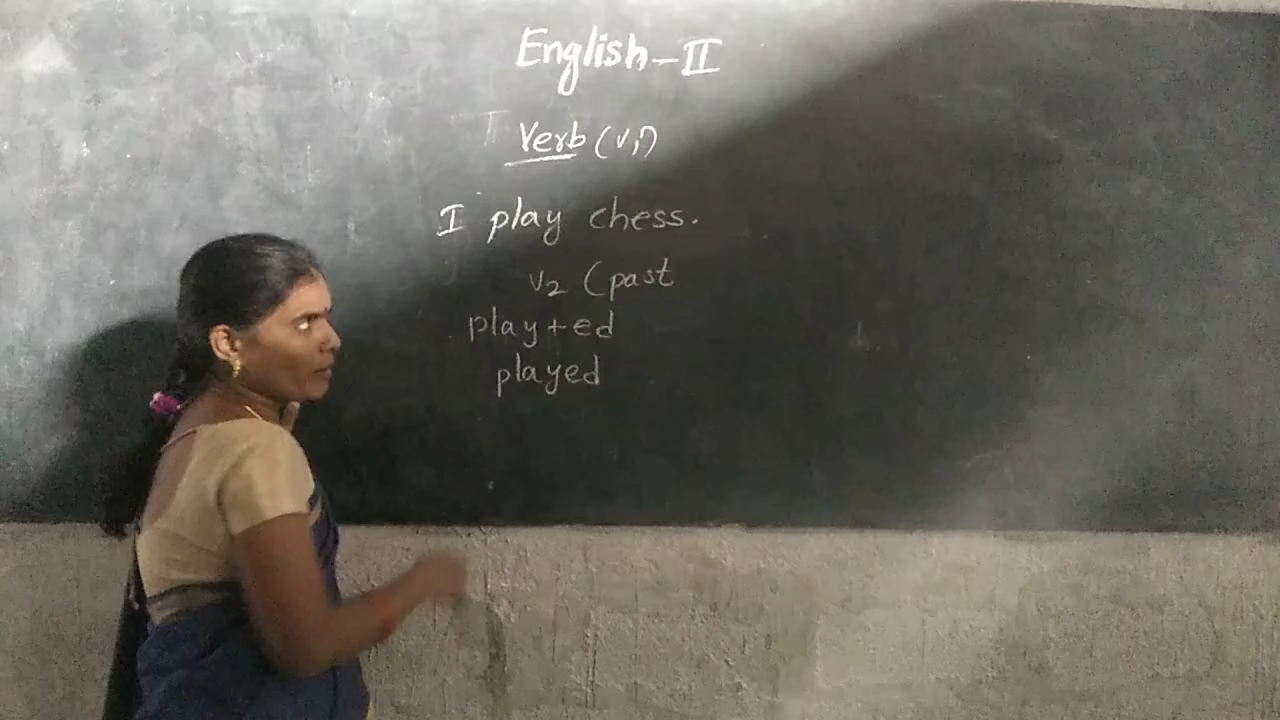 English-II
Verb (V1)
I play chess.
V2 (past
play+ed
played